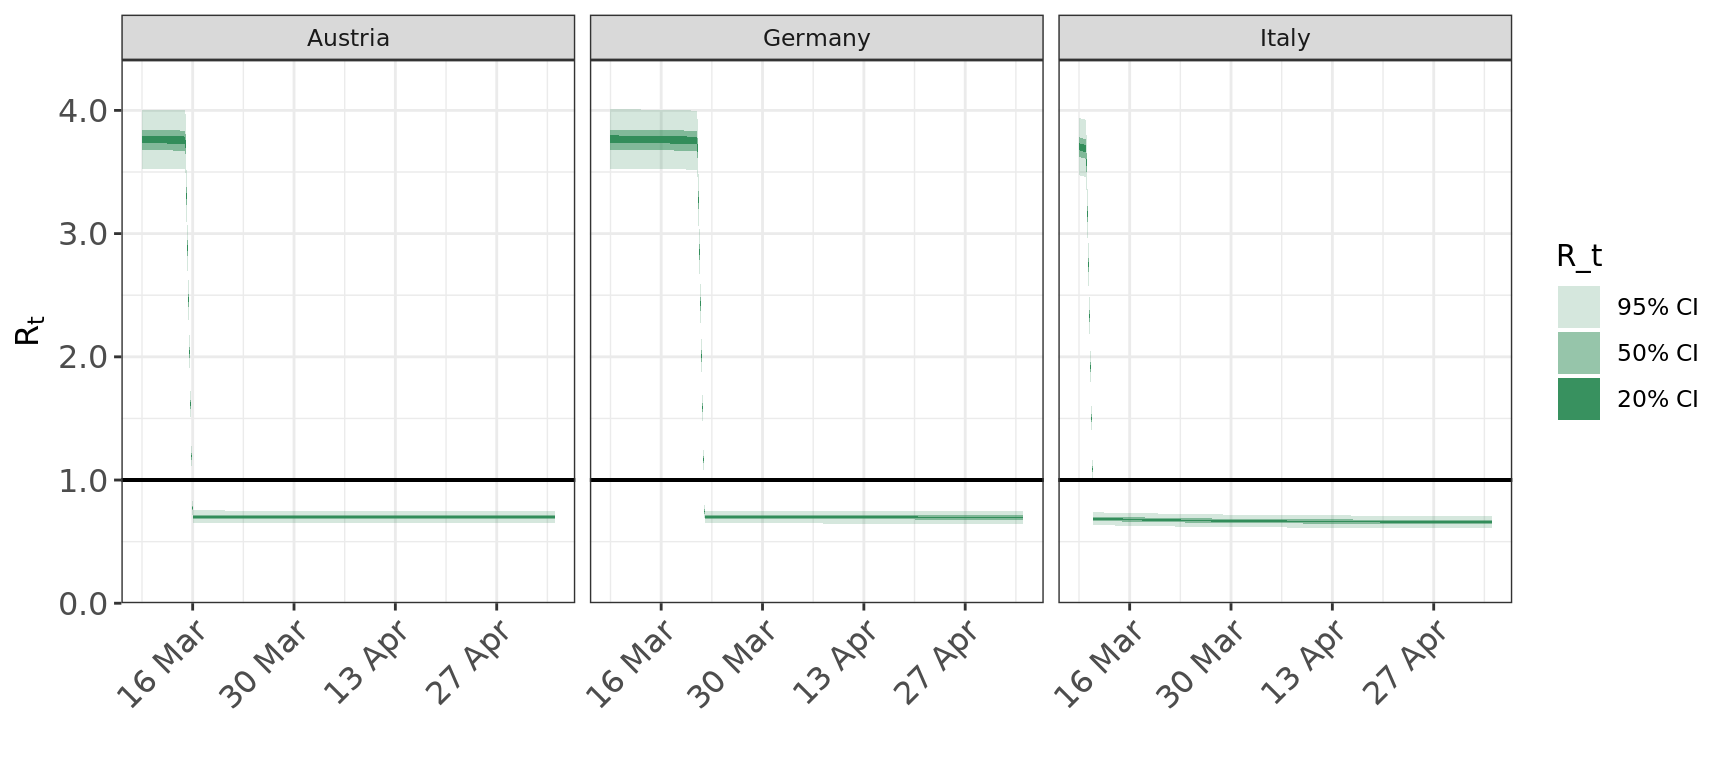 Austria Germany Italy
4.0
3.0
2.0
1.0
0.0
Rt
16 Mar 30 Mar 13 Apr 27 Apr 16 Mar 30 Mar 13 Apr 27 Apr 16 Mar 30 Mar 13 Apr 27 Apr
R_t
95% CI
50% CI
20% CI